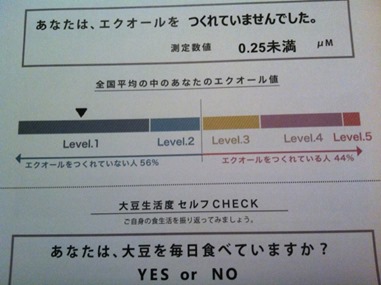 あなたは、エクオールを つくれていませんでした。
測定数値 0.25未満 μM
全国平均の中のあなたのエクオール値
Level.1 Level.2 Level.3 Level.4 Level.5
エクオールをつくれていない人 56% エクオールをつくれている人 44%
大豆生活度 セルフCHECK
ご自身の食生活を振り返ってみましょう。
あなたは、大豆を毎日食べていますか？
YES or NO